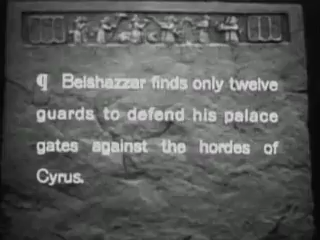 ¶ Belshazzar finds only twelve
guards to defend his palace
gates against the hordes of
Cyrus.